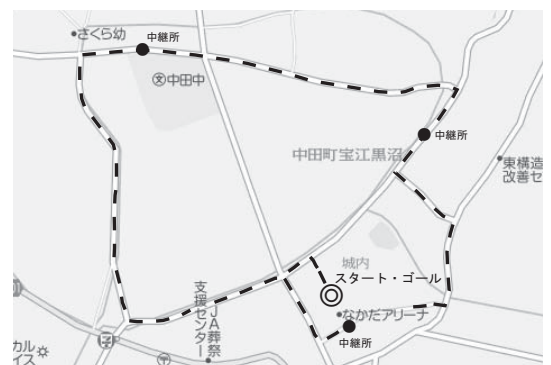 さくら幼
中継所
文
中田中
中継所
中田町宝江黒沼
東構造
改善セ
城内
スタート・ゴール
なかだアリーナ
中継所
JA葬祭
支援センター
カル
イス